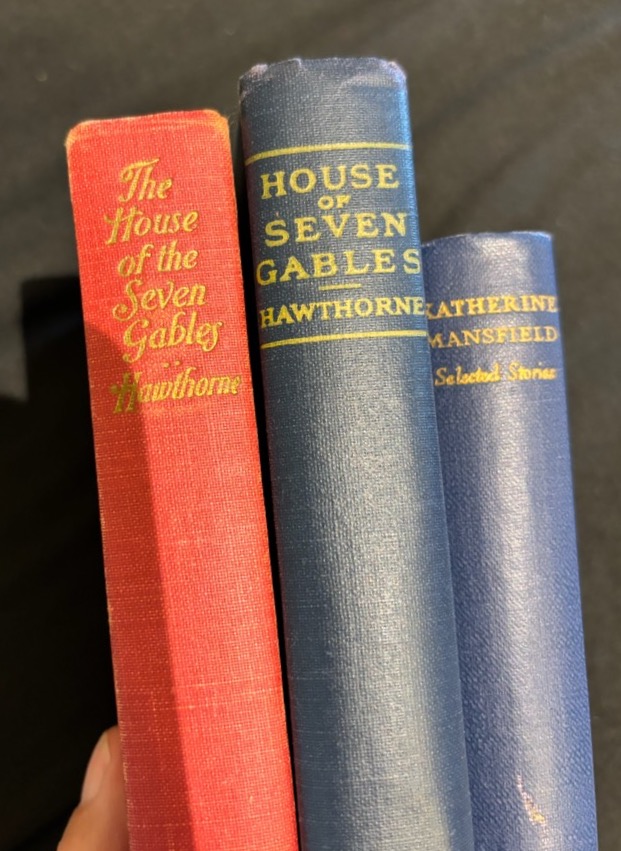 The
House
of the
Seven
Gables
Hawthorne
HOUSE
OF
SEVEN
GABLES
HAWTHORNE
KATHERINE
MANSFIELD
Selected Stories